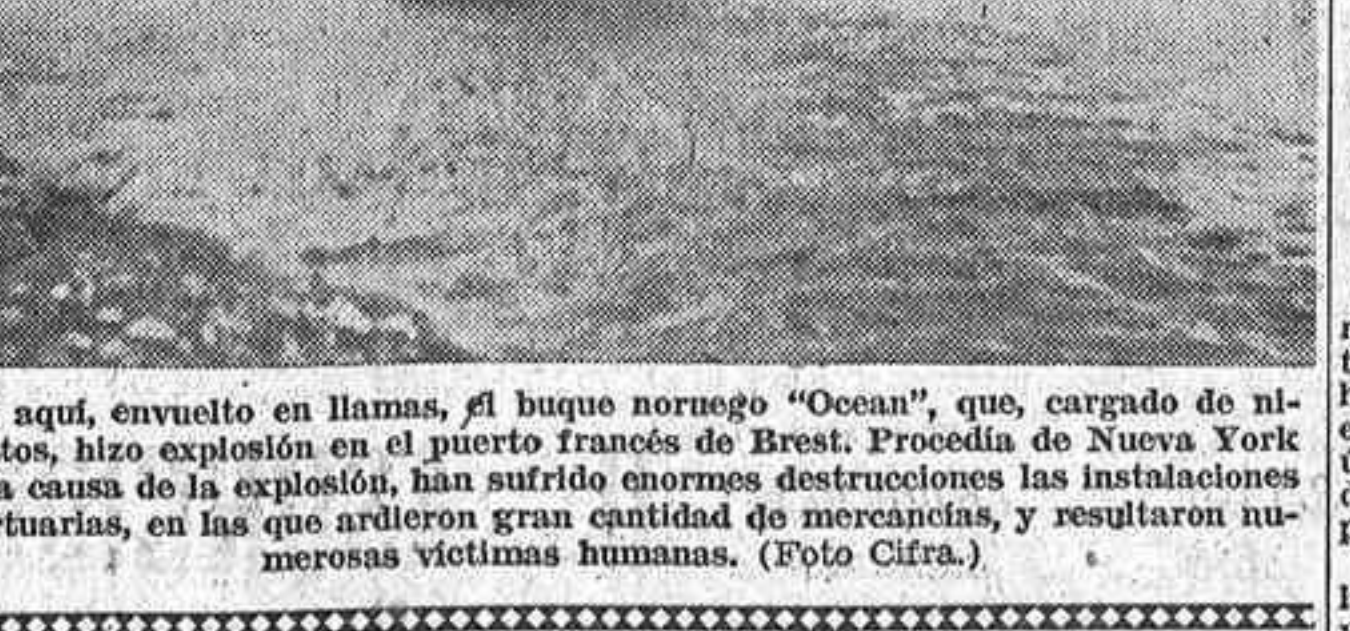 aquí, envuelto en llamas, el buque noruego “Ocean”, que, cargado de ni-
tos, hizo explosión en el puerto francés de Brest. Procedía de Nueva York
a causa de la explosión, han sufrido enormes destrucciones las instalaciones
rtuarias, en las que ardieron gran cantidad de mercancías, y resultaron nu-
merosas víctimas humanas. (Foto Cifra.)